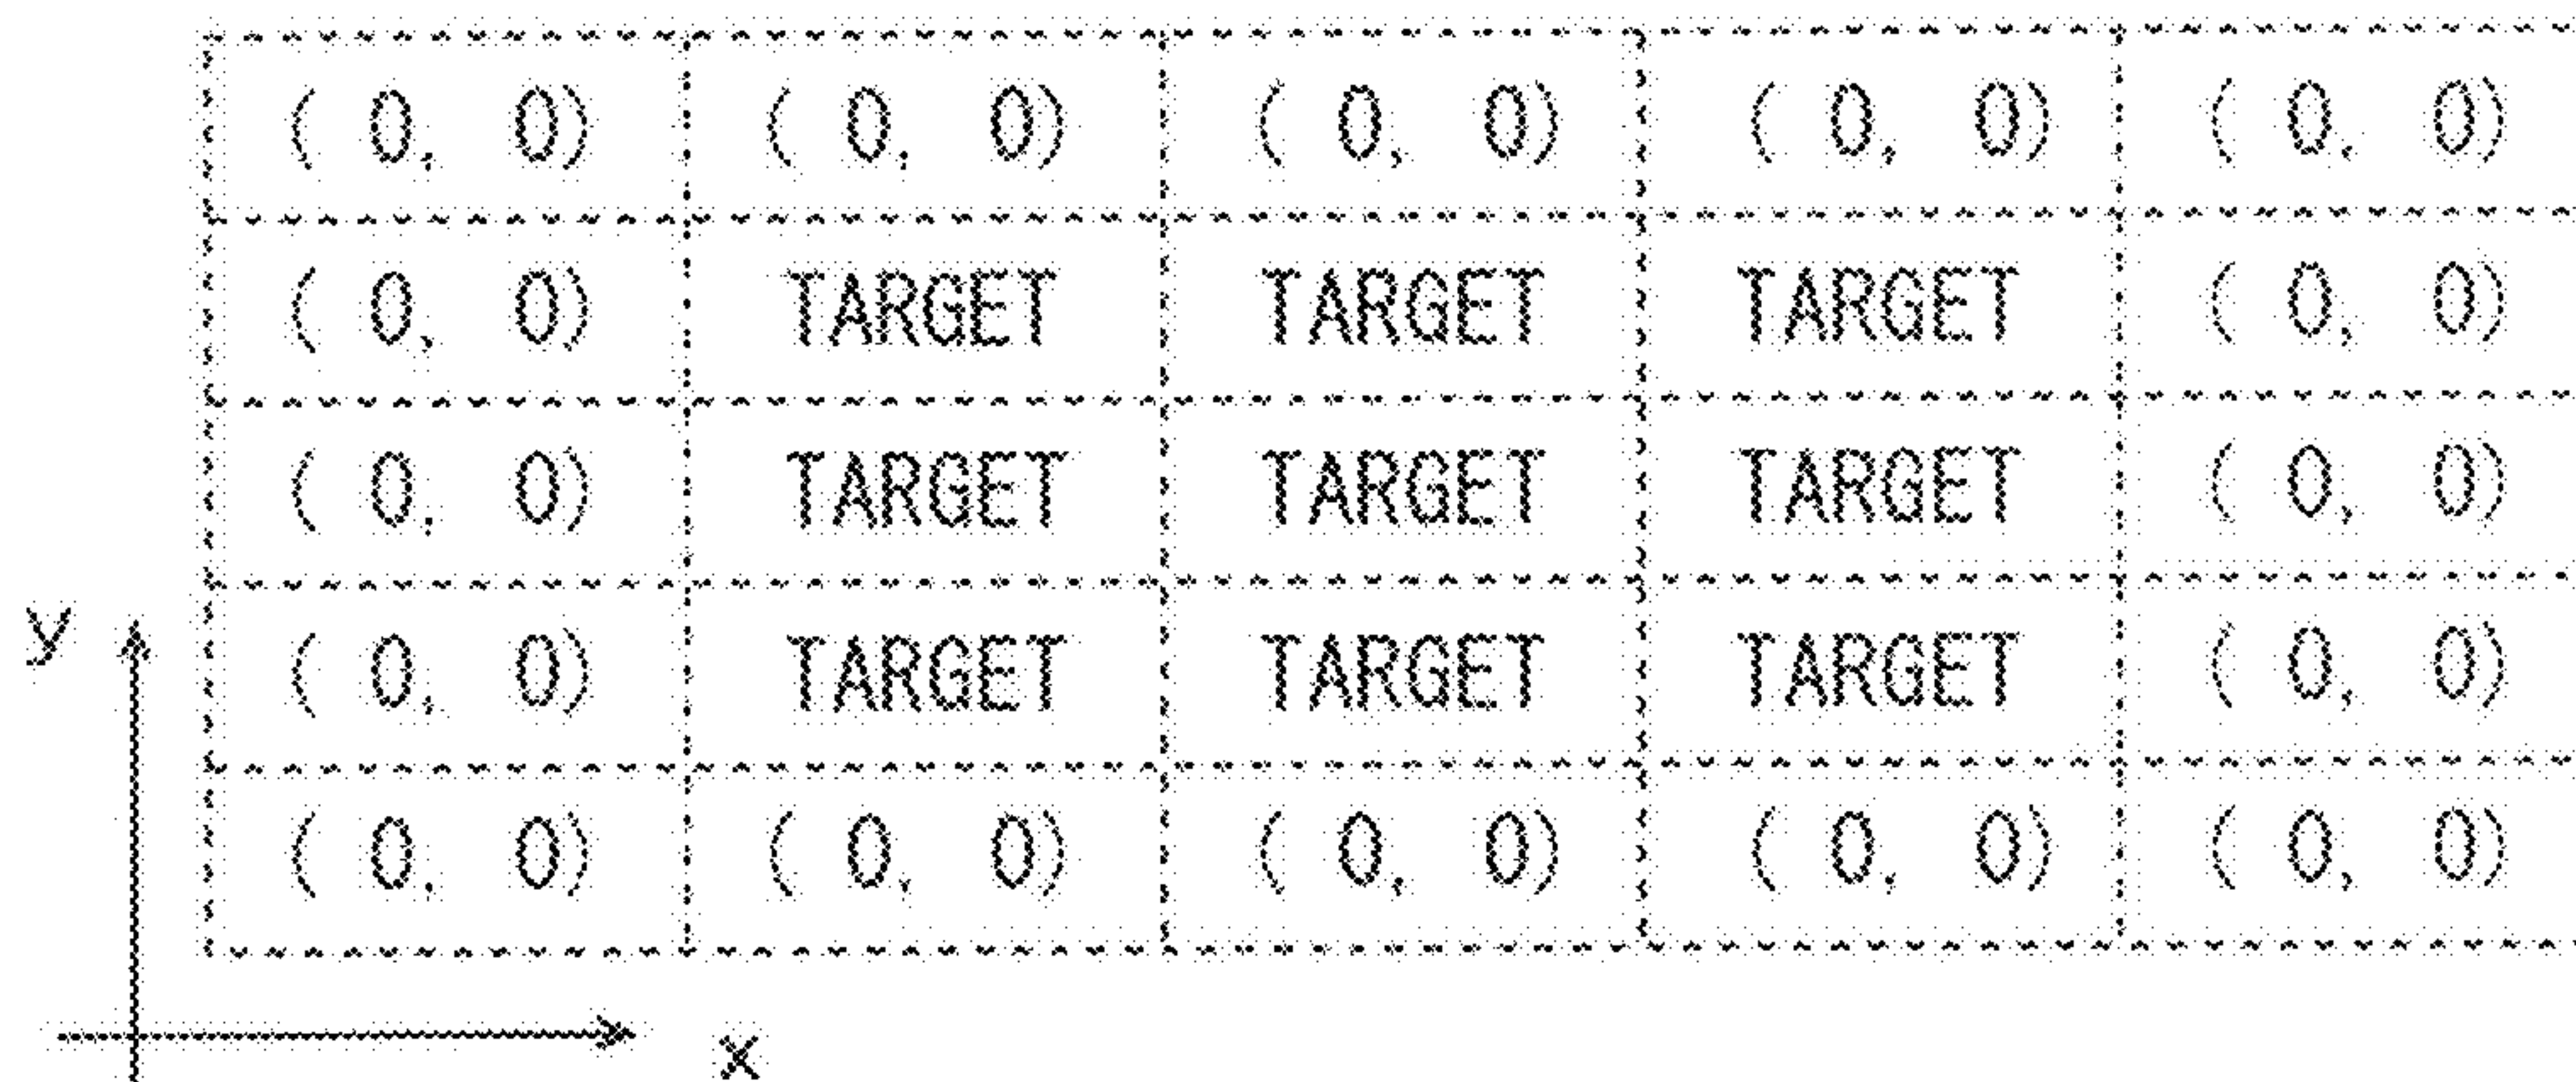 ( 0, 0) ( 0, 0) ( 0, 0) ( 0, 0) ( 0, 0)
( 0, 0) TARGET TARGET TARGET ( 0, 0)
( 0, 0) TARGET TARGET TARGET ( 0, 0)
( 0, 0) TARGET TARGET TARGET ( 0, 0)
( 0, 0) ( 0, 0) ( 0, 0) ( 0, 0) ( 0, 0)
y
x